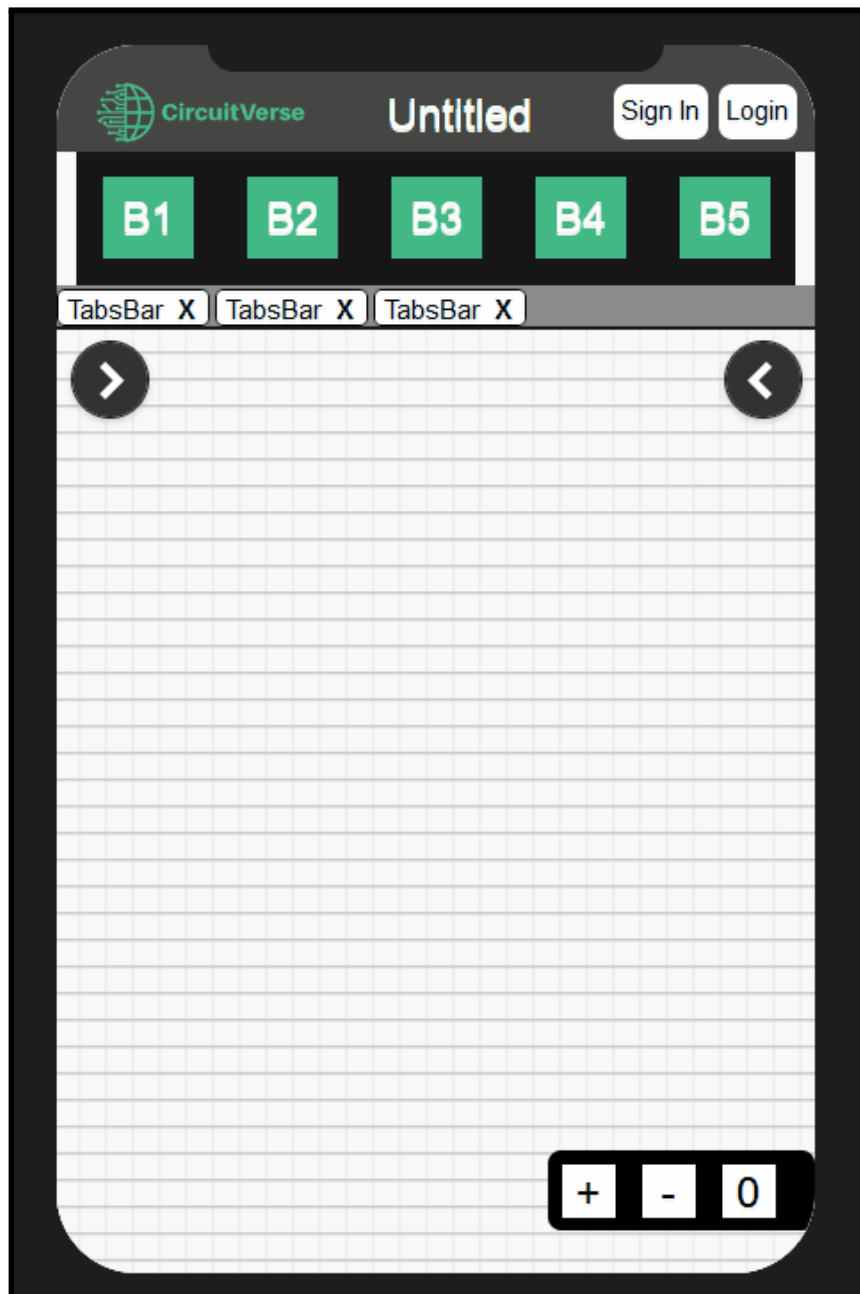 CircuitVerse Untitled Sign In Login
B1 B2 B3 B4 B5
TabsBar X TabsBar X TabsBar X
+ - 0